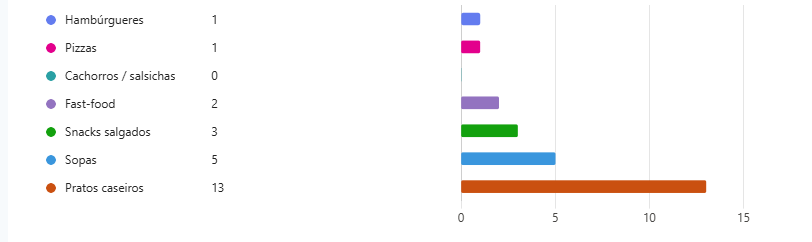 Hambúrgueres 1
Pizzas 1
Cachorros / salsichas 0
Fast-food 2
Snacks salgados 3
Sopas 5
Pratos caseiros 13
0 5 10 15